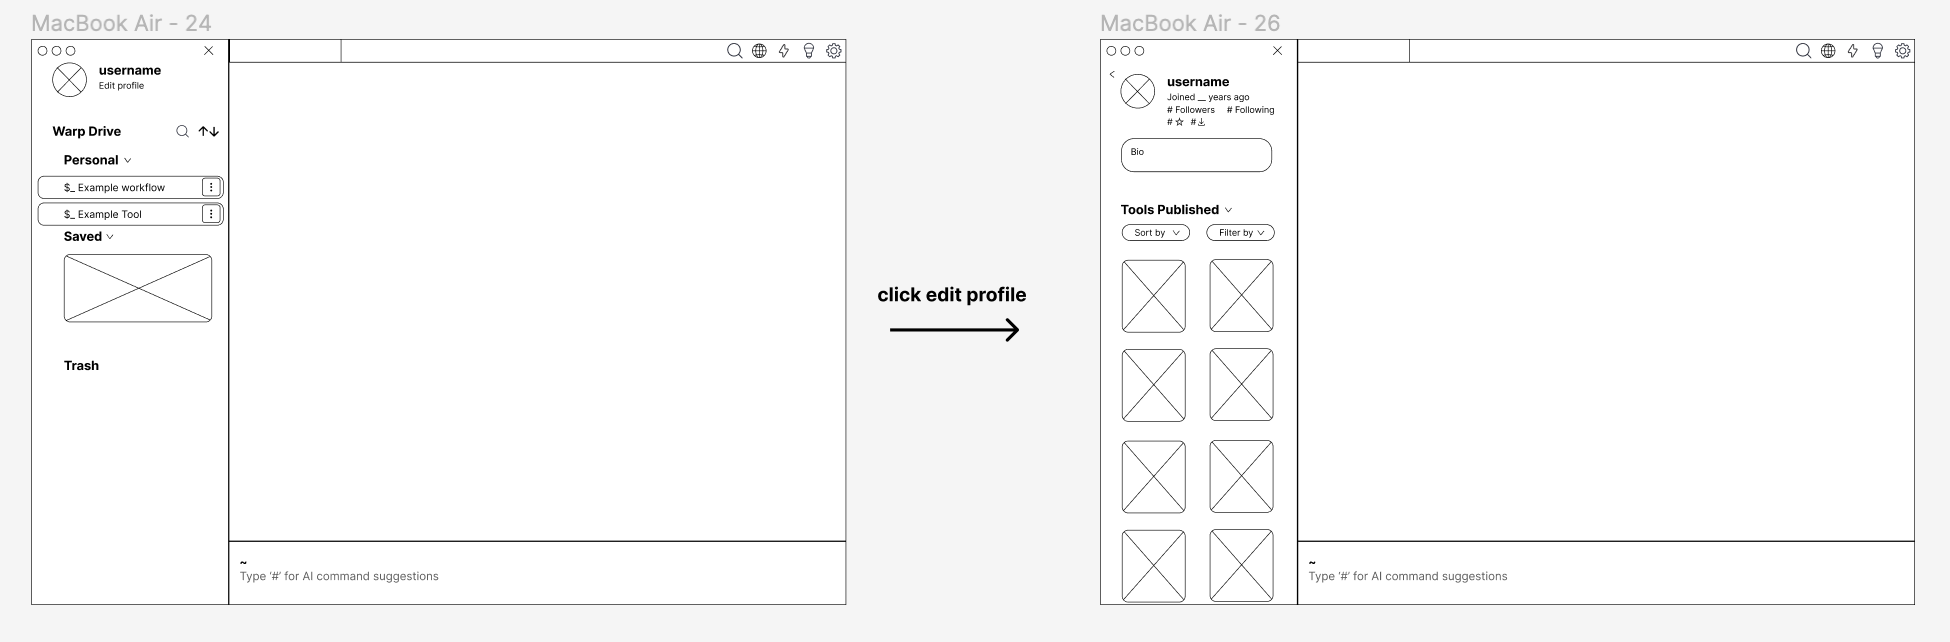 MacBook Air - 24
username
Edit profile
Warp Drive
Personal
$_ Example workflow
$_ Example Tool
Saved
Trash
~
Type '#' for AI command suggestions
click edit profile
MacBook Air - 26
username
Joined __ years ago
# Followers # Following
# #
Bio
Tools Published
Sort by Filter by
~
Type '#' for AI command suggestions